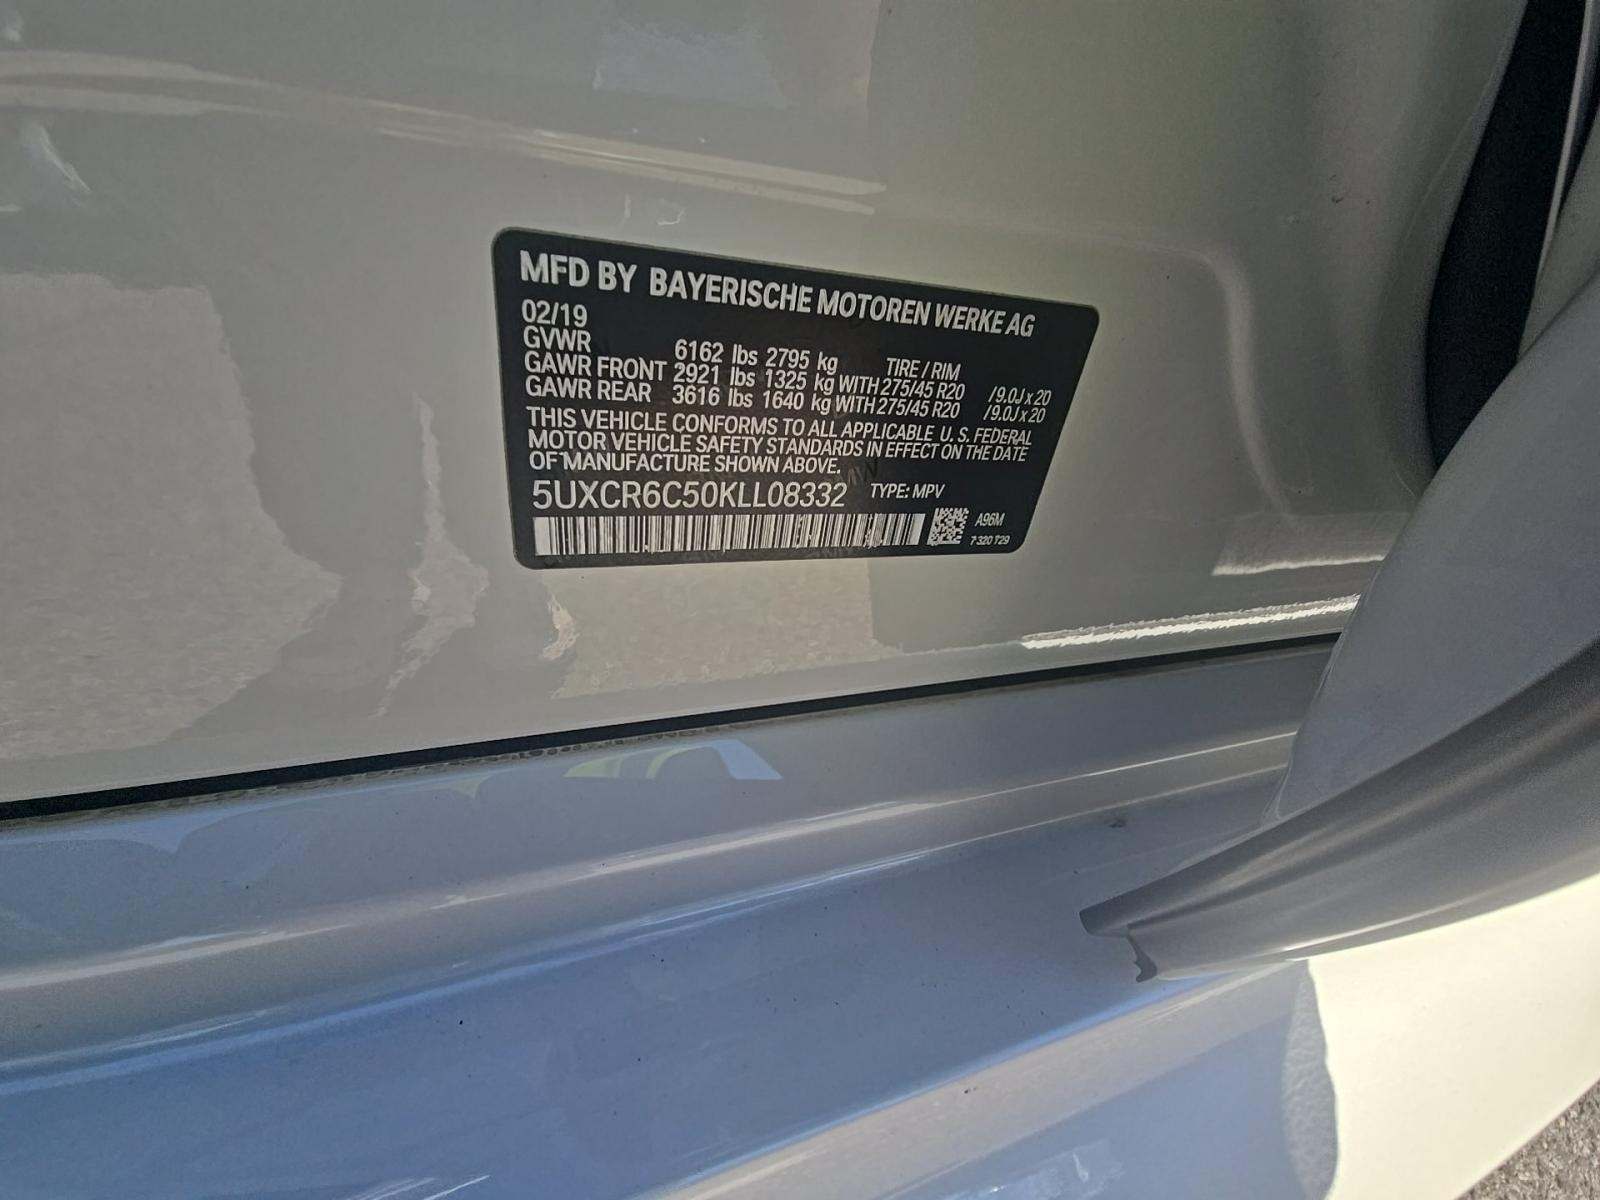 MFD BY BAYERISCHE MOTOREN WERKE AG
02/19
GVWR 6162 lbs 2795 kg TIRE / RIM
GAWR FRONT 2921 lbs 1325 kg WITH 275/45 R20 /9.0J x 20
GAWR REAR 3616 lbs 1640 kg WITH 275/45 R20 /9.0J x 20
THIS VEHICLE CONFORMS TO ALL APPLICABLE U. S. FEDERAL
MOTOR VEHICLE SAFETY STANDARDS IN EFFECT ON THE DATE
OF MANUFACTURE SHOWN ABOVE.
5UXCR6C50KLL08332 TYPE: MPV
A96M